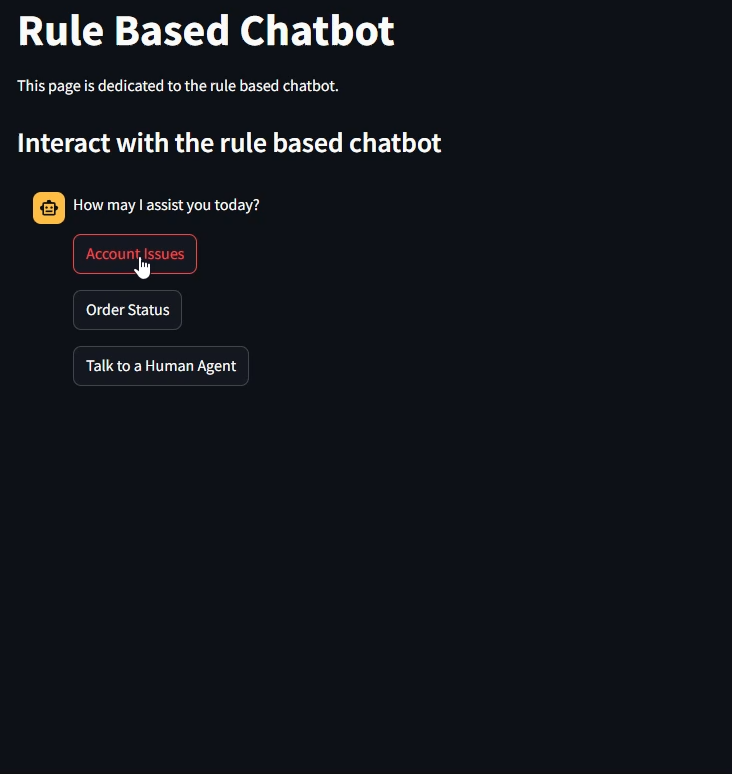 Rule Based Chatbot
This page is dedicated to the rule based chatbot.
Interact with the rule based chatbot
How may I assist you today?
Account Issues
Order Status
Talk to a Human Agent